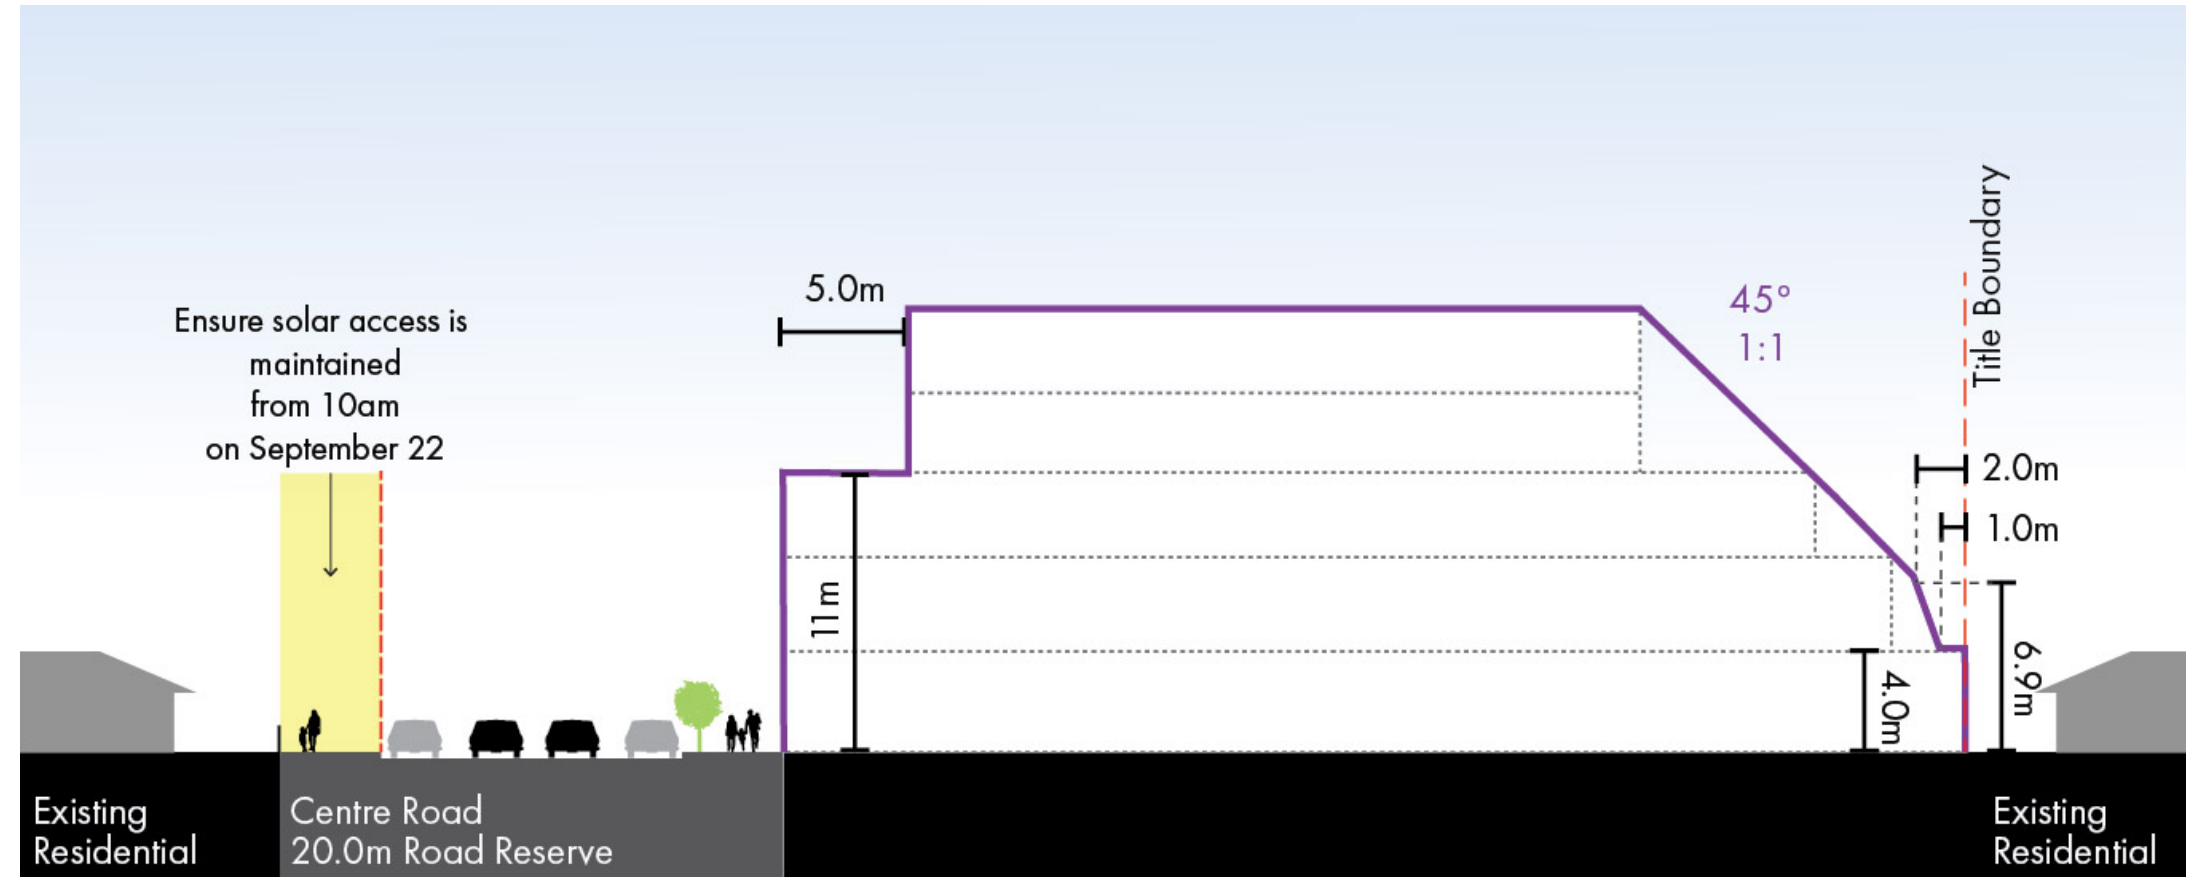 Ensure solar access is
maintained
from 10am
on September 22
5.0m
45°
1:1
Title Boundary
2.0m
1.0m
11m
4.0m
6.9m
Existing
Residential
Centre Road
20.0m Road Reserve
Existing
Residential